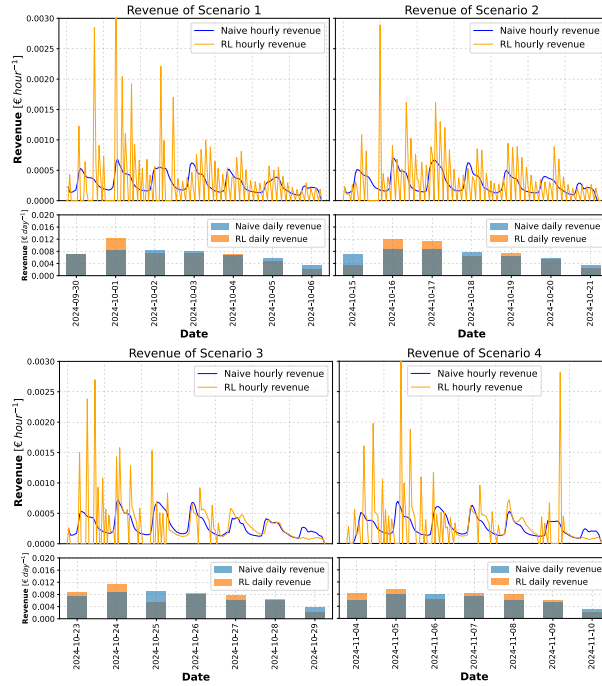 Revenue of Scenario 1
Revenue [€ hour⁻¹]
0.0030
0.0025
0.0020
0.0015
0.0010
0.0005
0.0000
Naive hourly revenue
RL hourly revenue
Revenue [€ day⁻¹]
0.020
0.016
0.012
0.008
0.004
0.000
Naive daily revenue
RL daily revenue
2024-09-30
2024-10-01
2024-10-02
2024-10-03
2024-10-04
2024-10-05
2024-10-06
Date
Revenue of Scenario 2
Naive hourly revenue
RL hourly revenue
Naive daily revenue
RL daily revenue
2024-10-15
2024-10-16
2024-10-17
2024-10-18
2024-10-19
2024-10-20
2024-10-21
Date
Revenue of Scenario 3
Revenue [€ hour⁻¹]
0.0030
0.0025
0.0020
0.0015
0.0010
0.0005
0.0000
Naive hourly revenue
RL hourly revenue
Revenue [€ day⁻¹]
0.020
0.016
0.012
0.008
0.004
0.000
Naive daily revenue
RL daily revenue
2024-10-23
2024-10-24
2024-10-25
2024-10-26
2024-10-27
2024-10-28
2024-10-29
Date
Revenue of Scenario 4
Naive hourly revenue
RL hourly revenue
Naive daily revenue
RL daily revenue
2024-11-04
2024-11-05
2024-11-06
2024-11-07
2024-11-08
2024-11-09
2024-11-10
Date